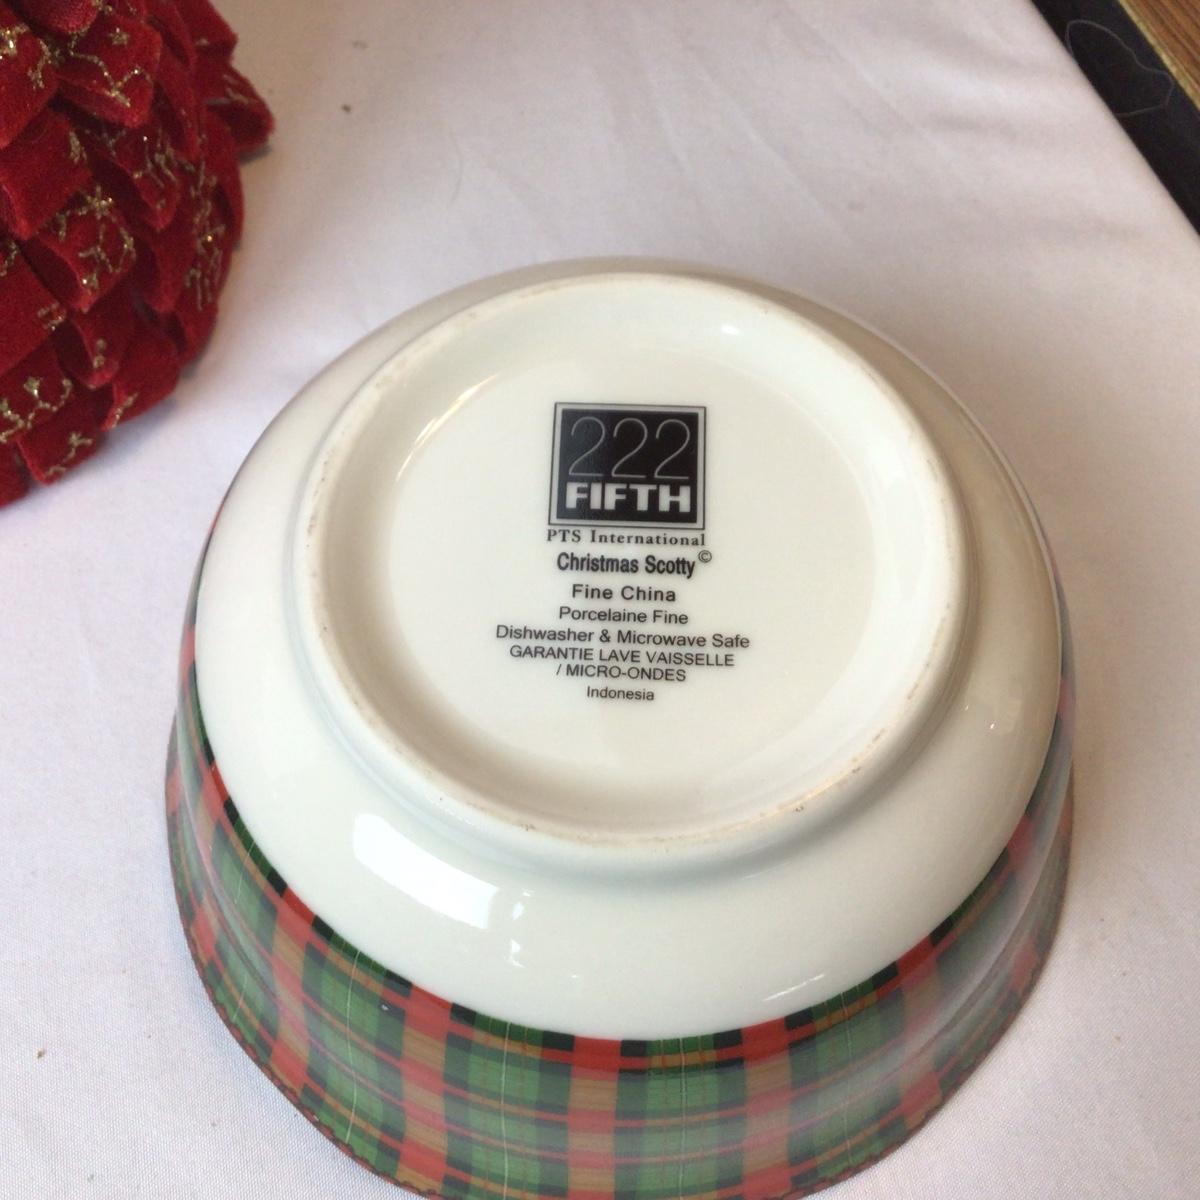 222
FIFTH
PTS International
Christmas Scotty©
Fine China
Porcelaine Fine
Dishwasher & Microwave Safe
GARANTIE LAVE VAISSELLE
/ MICRO-ONDES
Indonesia